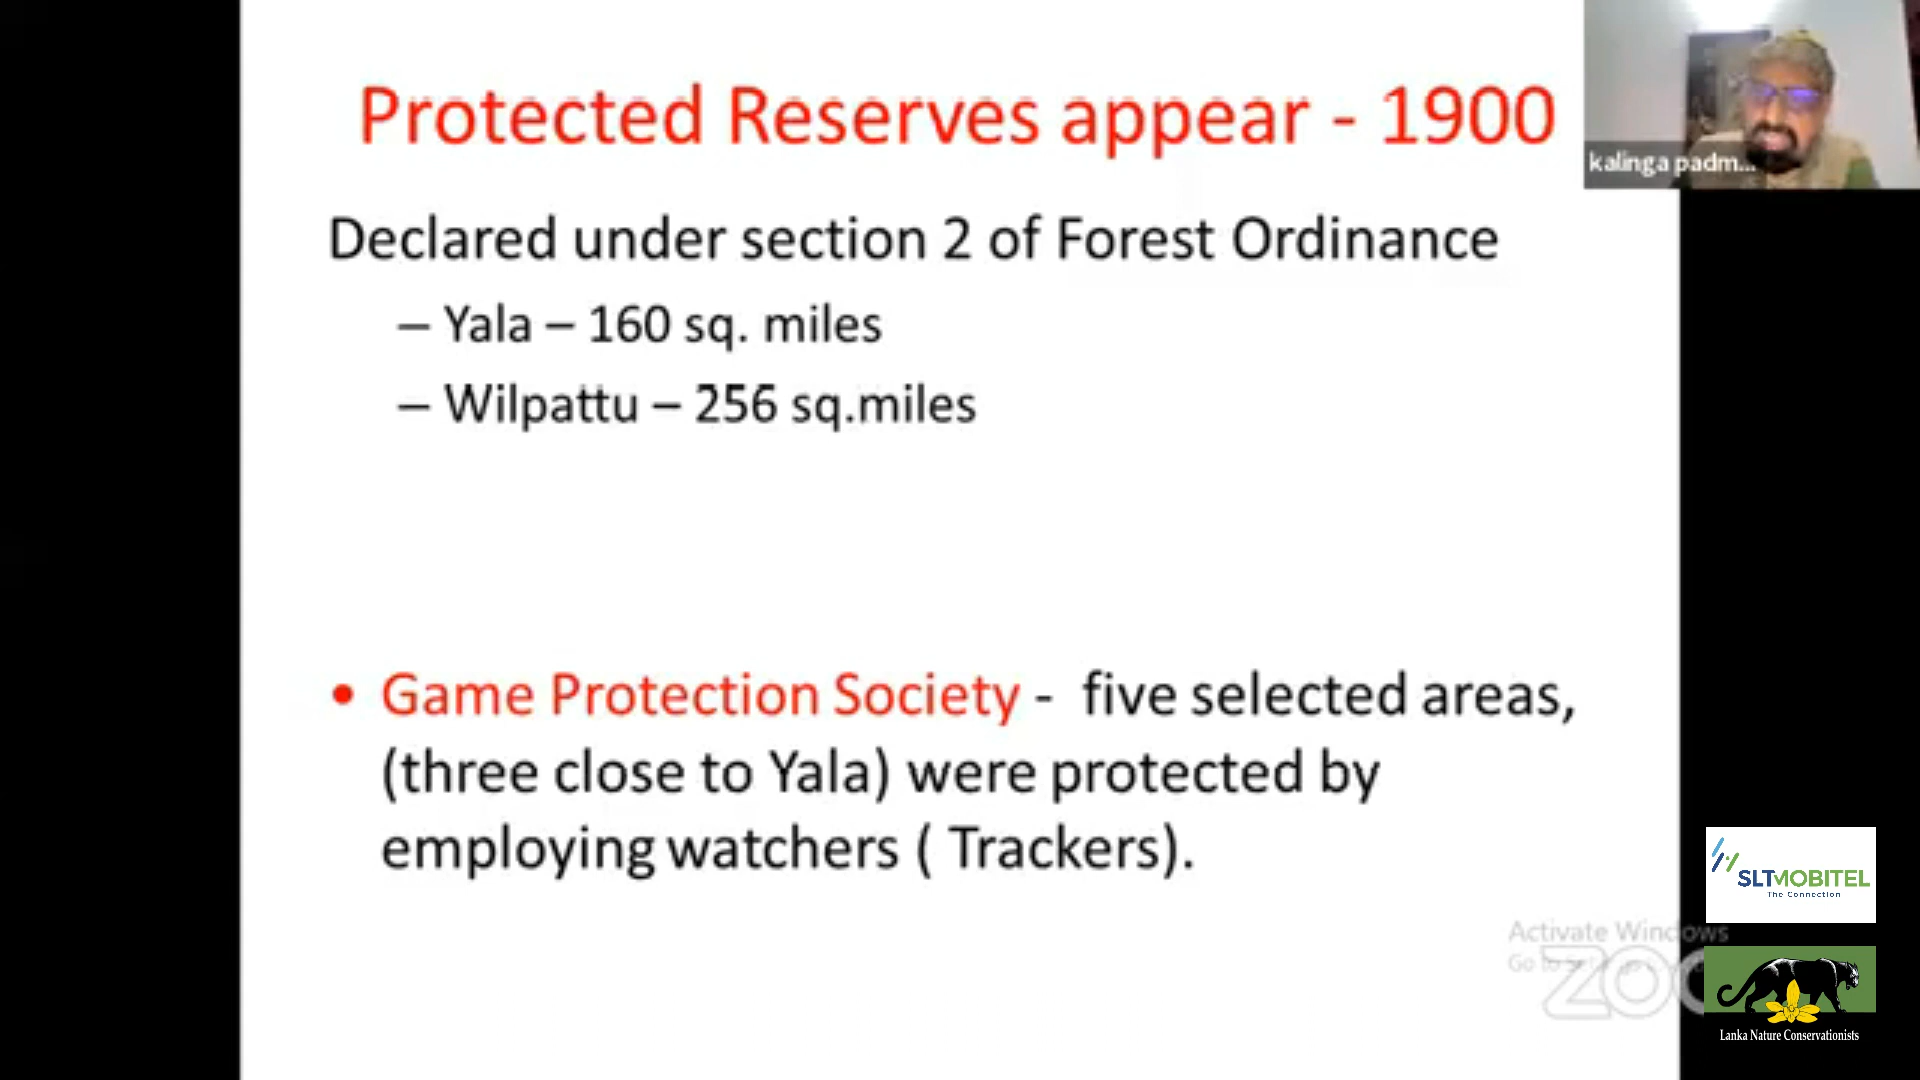 Protected Reserves appear - 1900
kalinga padm...
Declared under section 2 of Forest Ordinance
– Yala – 160 sq. miles
– Wilpattu – 256 sq.miles
• Game Protection Society - five selected areas,
(three close to Yala) were protected by
employing watchers ( Trackers).
SLTMOBITEL
The Connection
Activate Windows
Go to
Lanka Nature Conservationists